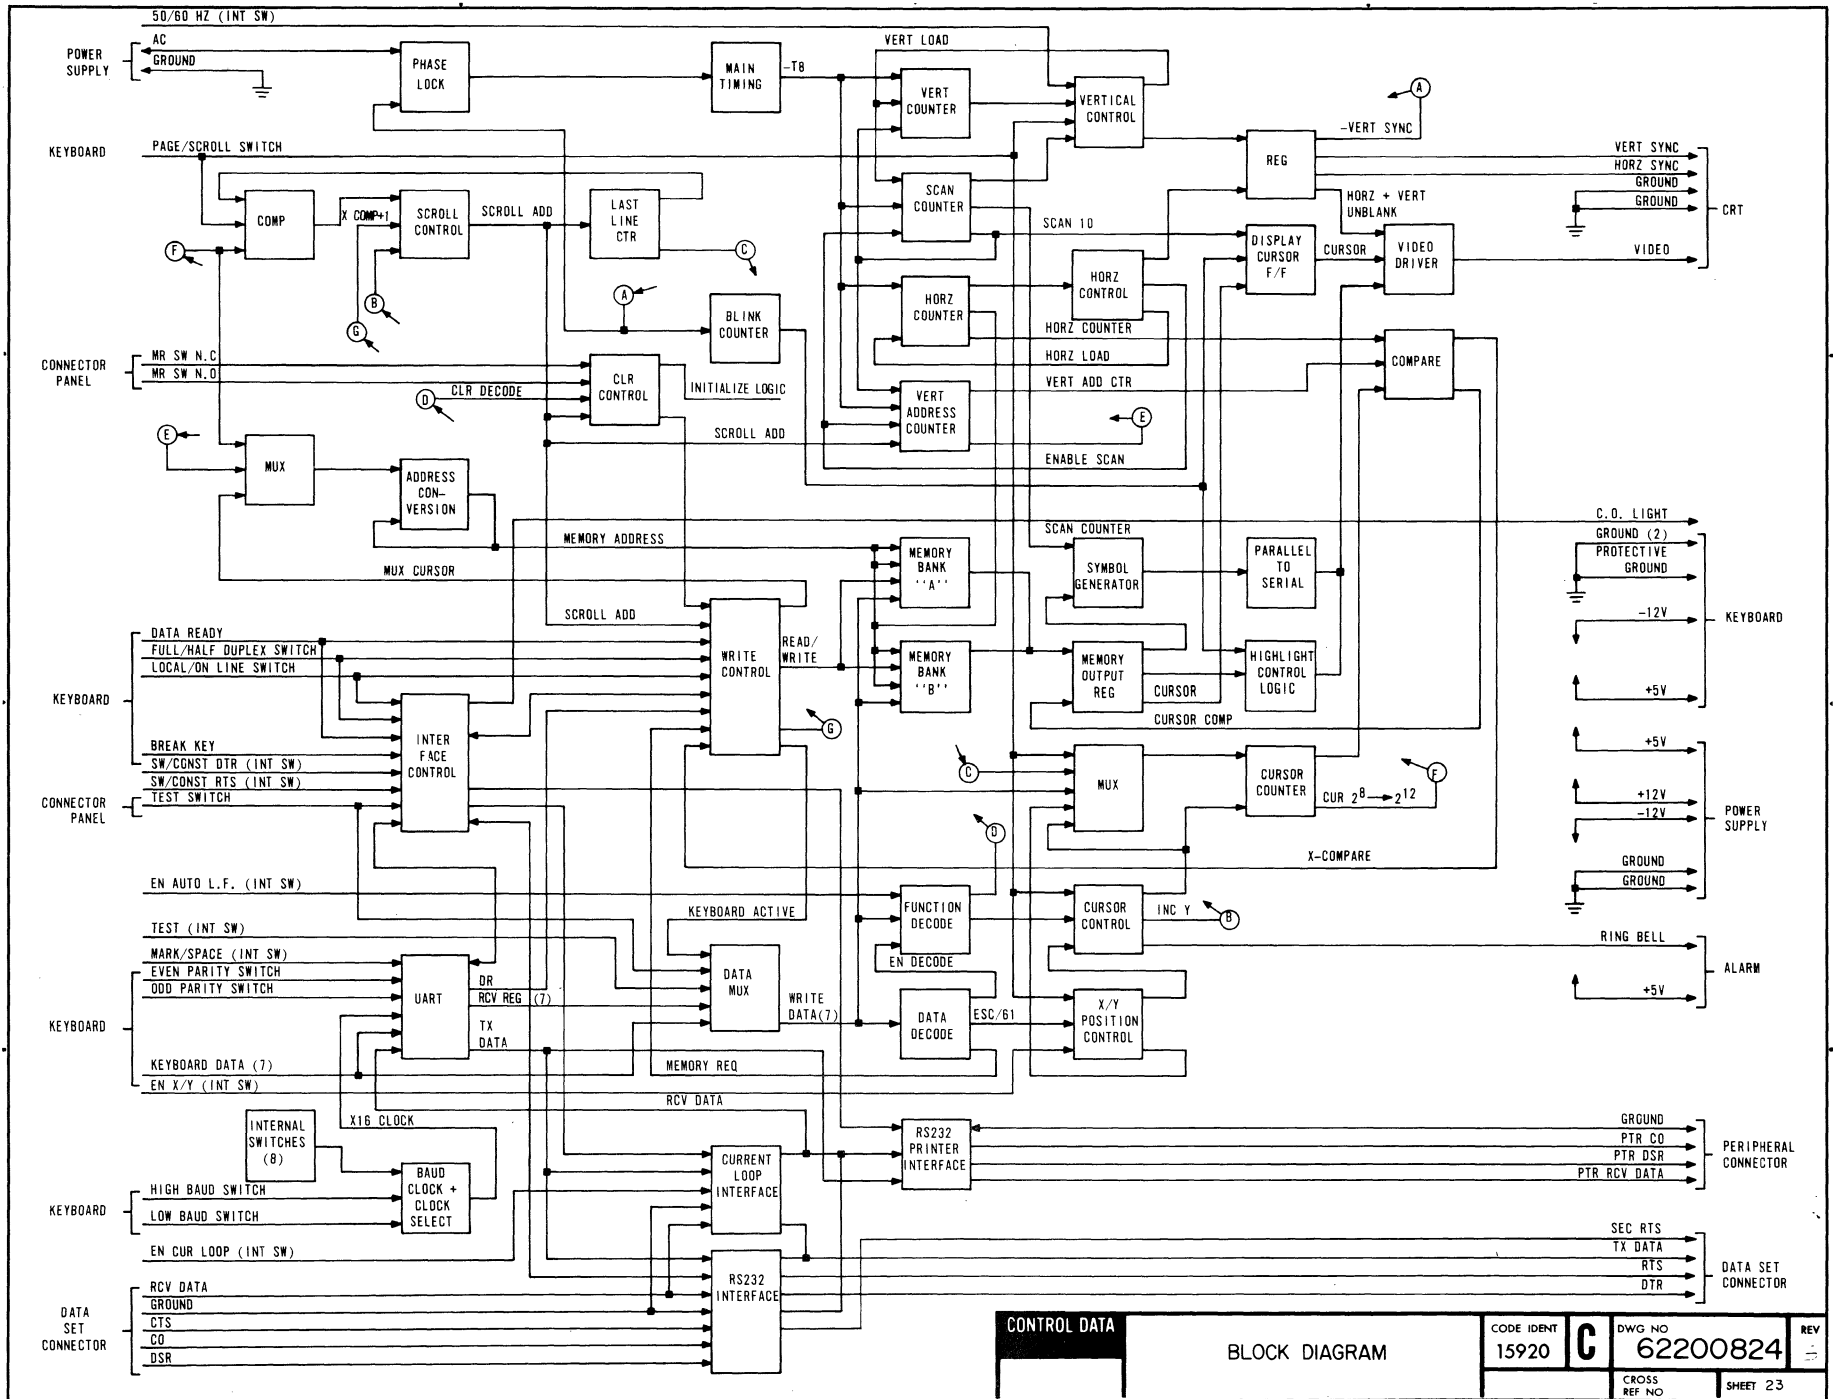 50/60 HZ (INT SW)
POWER
SUPPLY
AC
GROUND
PHASE
LOCK
MAIN
TIMING
-T8
VERT LOAD
VERT
COUNTER
VERTICAL
CONTROL
A
-VERT SYNC
KEYBOARD
PAGE/SCROLL SWITCH
REG
VERT SYNC
HORZ SYNC
GROUND
GROUND
CRT
COMP
X COMP+1
SCROLL
CONTROL
SCROLL ADD
LAST
LINE
CTR
SCAN
COUNTER
SCAN 10
HORZ + VERT
UNBLANK
DISPLAY
CURSOR
F/F
CURSOR
VIDEO
DRIVER
VIDEO
F
C
B
G
A
BLINK
COUNTER
HORZ
COUNTER
HORZ
CONTROL
HORZ COUNTER
HORZ LOAD
COMPARE
CONNECTOR
PANEL
MR SW N.C
MR SW N.O
D
CLR DECODE
CLR
CONTROL
INITIALIZE LOGIC
VERT
ADDRESS
COUNTER
VERT ADD CTR
E
SCROLL ADD
ENABLE SCAN
E
MUX
ADDRESS
CON-
VERSION
MEMORY ADDRESS
MUX CURSOR
SCROLL ADD
MEMORY
BANK
''A''
SCAN COUNTER
SYMBOL
GENERATOR
PARALLEL
TO
SERIAL
C.O. LIGHT
GROUND (2)
PROTECTIVE
GROUND
-12V
+5V
KEYBOARD
KEYBOARD
DATA READY
FULL/HALF DUPLEX SWITCH
LOCAL/ON LINE SWITCH
BREAK KEY
SW/CONST DTR (INT SW)
SW/CONST RTS (INT SW)
CONNECTOR
PANEL
TEST SWITCH
INTER
FACE
CONTROL
WRITE
CONTROL
READ/
WRITE
G
MEMORY
BANK
''B''
MEMORY
OUTPUT
REG
CURSOR
CURSOR COMP
HIGHLIGHT
CONTROL
LOGIC
C
MUX
CURSOR
COUNTER
F
CUR 2⁸→2¹²
+5V
+12V
-12V
GROUND
GROUND
POWER
SUPPLY
X-COMPARE
D
EN AUTO L.F. (INT SW)
KEYBOARD ACTIVE
FUNCTION
DECODE
EN DECODE
CURSOR
CONTROL
INC Y
B
RING BELL
+5V
ALARM
TEST (INT SW)
MARK/SPACE (INT SW)
EVEN PARITY SWITCH
ODD PARITY SWITCH
KEYBOARD
KEYBOARD DATA (7)
EN X/Y (INT SW)
UART
DR
RCV REG (7)
TX
DATA
DATA
MUX
WRITE
DATA(7)
DATA
DECODE
ESC/61
X/Y
POSITION
CONTROL
MEMORY REQ
RCV DATA
INTERNAL
SWITCHES
(8)
X16 CLOCK
BAUD
CLOCK +
CLOCK
SELECT
KEYBOARD
HIGH BAUD SWITCH
LOW BAUD SWITCH
EN CUR LOOP (INT SW)
CURRENT
LOOP
INTERFACE
RS232
PRINTER
INTERFACE
GROUND
PTR CO
PTR DSR
PTR RCV DATA
PERIPHERAL
CONNECTOR
DATA
SET
CONNECTOR
RCV DATA
GROUND
CTS
CO
DSR
RS232
INTERFACE
SEC RTS
TX DATA
RTS
DTR
DATA SET
CONNECTOR
CONTROL DATA
BLOCK DIAGRAM
CODE IDENT
15920
C
DWG NO
62200824
REV
CROSS
REF NO
SHEET 23